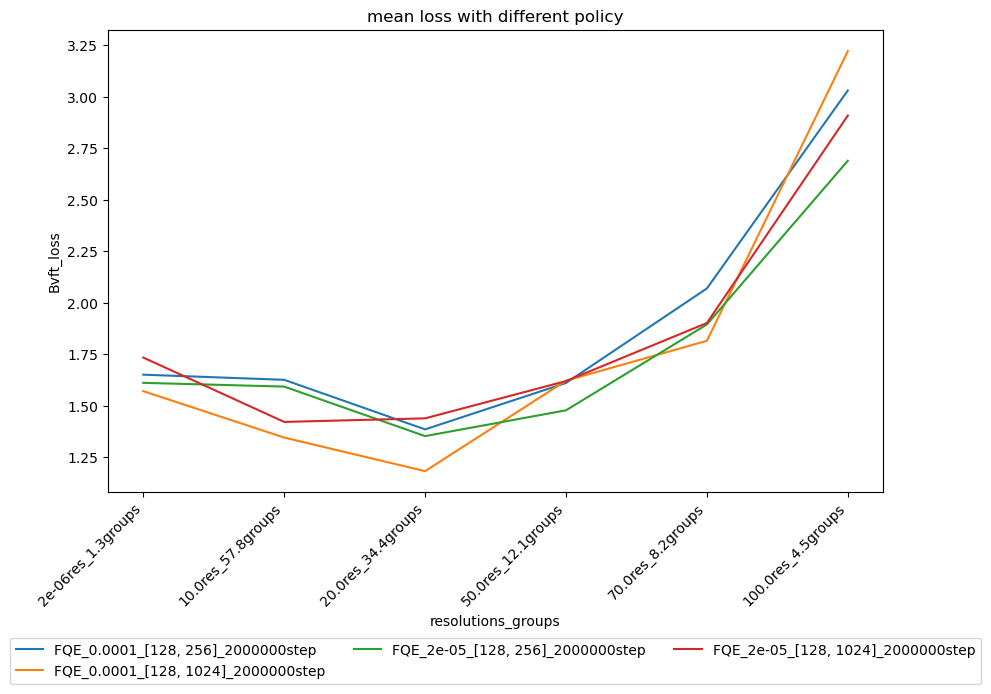 mean loss with different policy
3.25
3.00
2.75
2.50
2.25
2.00
1.75
1.50
1.25
Bvft_loss
2e-06res_1.3groups
10.0res_57.8groups
20.0res_34.4groups
50.0res_12.1groups
70.0res_8.2groups
100.0res_4.5groups
resolutions_groups
FQE_0.0001_[128, 256]_2000000step
FQE_0.0001_[128, 1024]_2000000step
FQE_2e-05_[128, 256]_2000000step
FQE_2e-05_[128, 1024]_2000000step